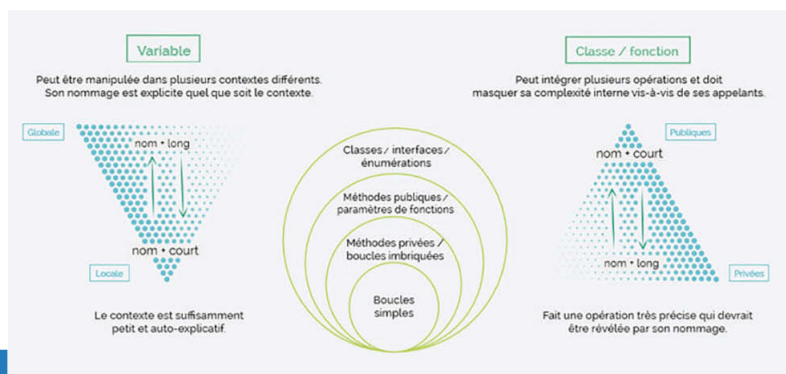 Variable
Peut être manipulée dans plusieurs contextes différents.
Son nommage est explicite quel que soit le contexte.
Globale
nom + long
nom + court
Locale
Le contexte est suffisamment
petit et auto-explicatif.
Classes / interfaces /
énumérations
Méthodes publiques /
paramètres de fonctions
Méthodes privées /
boucles imbriquées
Boucles
simples
Classe / fonction
Peut intégrer plusieurs opérations et doit
masquer sa complexité interne vis-à-vis de ses appelants.
Publiques
nom + court
nom + long
Privées
Fait une opération très précise qui devrait
être révélée par son nommage.